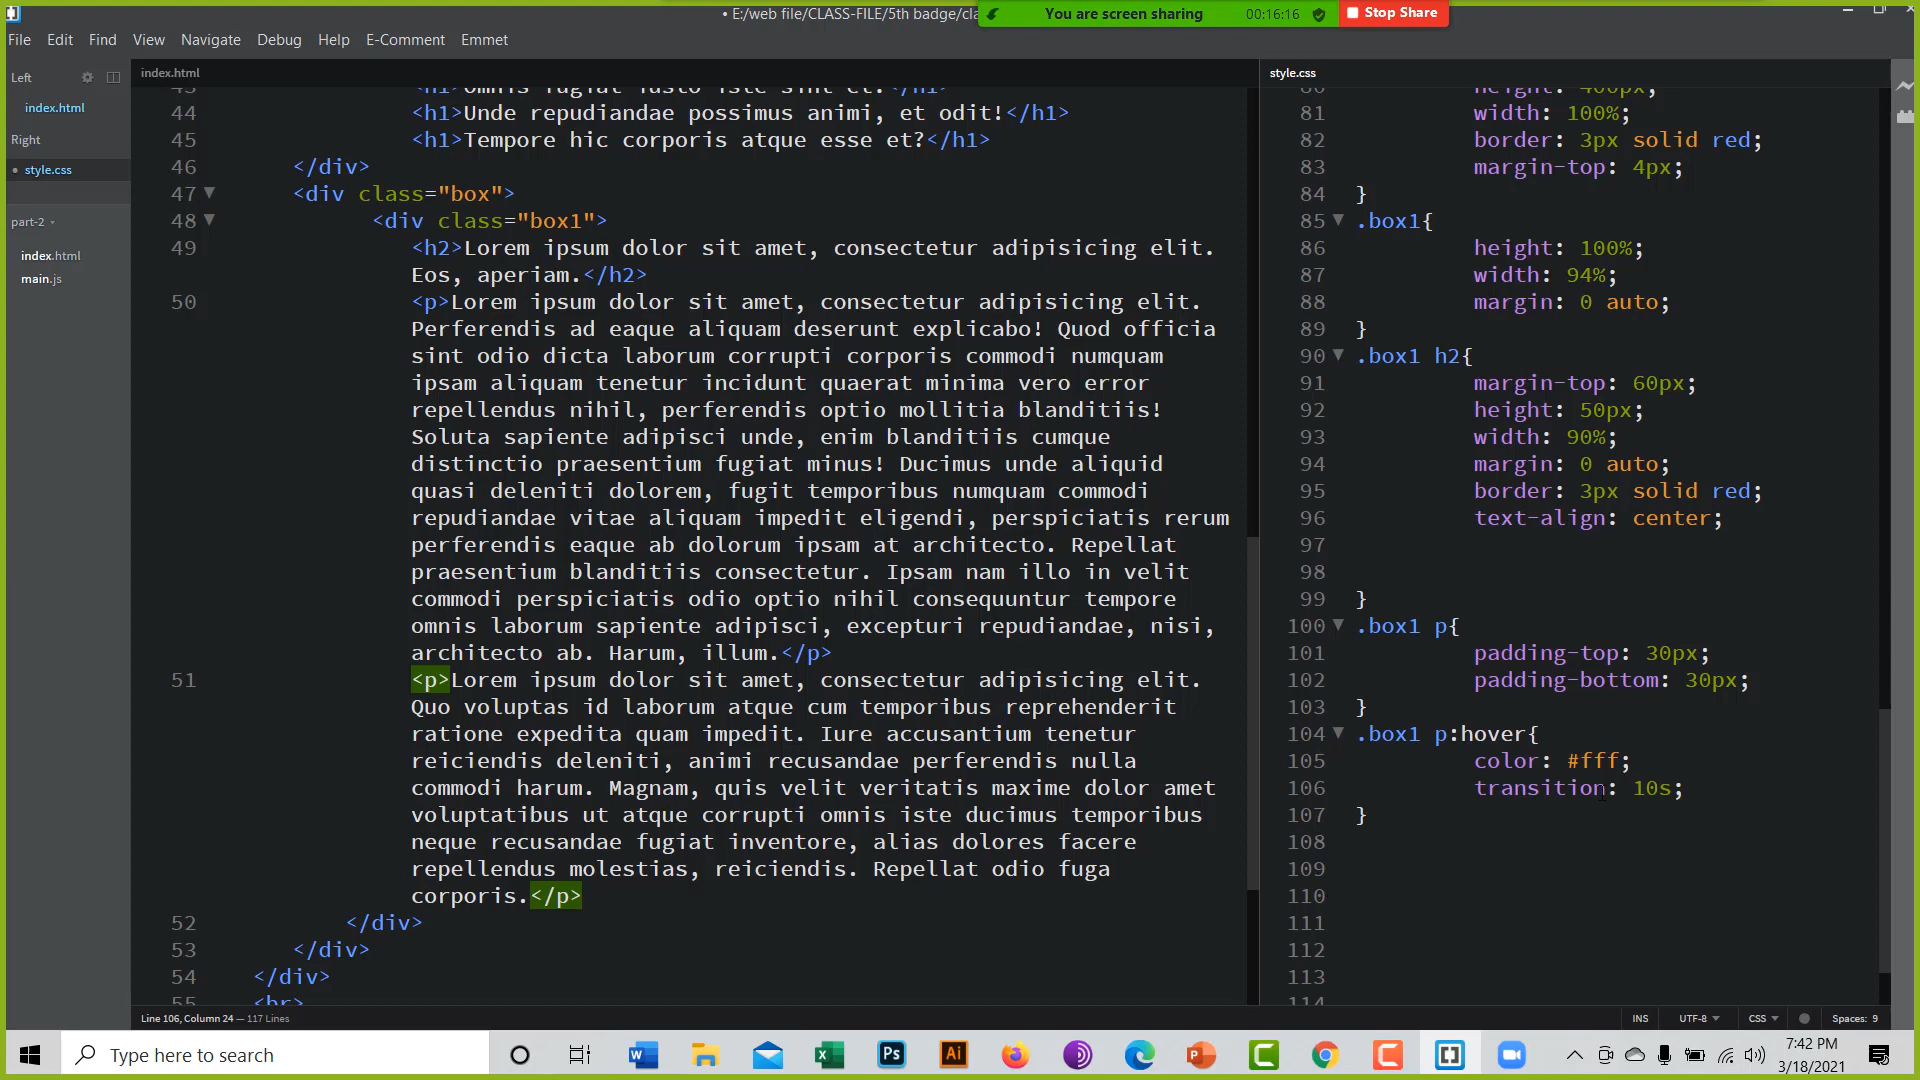 • E:/web file/CLASS-FILE/5th badge/cla
You are screen sharing
00:16:16
Stop Share
File Edit Find View Navigate Debug Help E-Comment Emmet
Left
index.html
Right
• style.css
part-2
index.html
main.js
index.html
44 <h1>Unde repudiandae possimus animi, et odit!</h1>
45 <h1>Tempore hic corporis atque esse et?</h1>
46 </div>
47 <div class="box">
48 <div class="box1">
49 <h2>Lorem ipsum dolor sit amet, consectetur adipisicing elit.
Eos, aperiam.</h2>
50 <p>Lorem ipsum dolor sit amet, consectetur adipisicing elit.
Perferendis ad eaque aliquam deserunt explicabo! Quod officia
sint odio dicta laborum corrupti corporis commodi numquam
ipsam aliquam tenetur incidunt quaerat minima vero error
repellendus nihil, perferendis optio mollitia blanditiis!
Soluta sapiente adipisci unde, enim blanditiis cumque
distinctio praesentium fugiat minus! Ducimus unde aliquid
quasi deleniti dolorem, fugit temporibus numquam commodi
repudiandae vitae aliquam impedit eligendi, perspiciatis rerum
perferendis eaque ab dolorum ipsam at architecto. Repellat
praesentium blanditiis consectetur. Ipsam nam illo in velit
commodi perspiciatis odio optio nihil consequuntur tempore
omnis laborum sapiente adipisci, excepturi repudiandae, nisi,
architecto ab. Harum, illum.</p>
51 <p>Lorem ipsum dolor sit amet, consectetur adipisicing elit.
Quo voluptas id laborum atque cum temporibus reprehenderit
ratione expedita quam impedit. Iure accusantium tenetur
reiciendis deleniti, animi recusandae perferendis nulla
commodi harum. Magnam, quis velit veritatis maxime dolor amet
voluptatibus ut atque corrupti omnis iste ducimus temporibus
neque recusandae fugiat inventore, alias dolores facere
repellendus molestias, reiciendis. Repellat odio fuga
corporis.</p>
52 </div>
53 </div>
54 </div>
55 <br>
style.css
80 height: 400px;
81 width: 100%;
82 border: 3px solid red;
83 margin-top: 4px;
84 }
85 .box1{
86 height: 100%;
87 width: 94%;
88 margin: 0 auto;
89 }
90 .box1 h2{
91 margin-top: 60px;
92 height: 50px;
93 width: 90%;
94 margin: 0 auto;
95 border: 3px solid red;
96 text-align: center;
97
98
99 }
100 .box1 p{
101 padding-top: 30px;
102 padding-bottom: 30px;
103 }
104 .box1 p:hover{
105 color: #fff;
106 transition: 10s;
107 }
108
109
110
111
112
113
114
Line 106, Column 24 — 117 Lines
INS UTF-8 CSS Spaces: 9
Type here to search
7:42 PM
3/18/2021